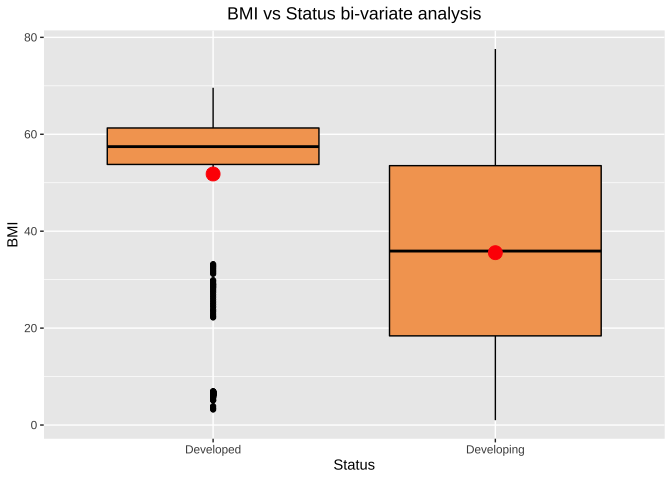 BMI vs Status bi-variate analysis
80
60
40
20
0
BMI
Developed
Developing
Status